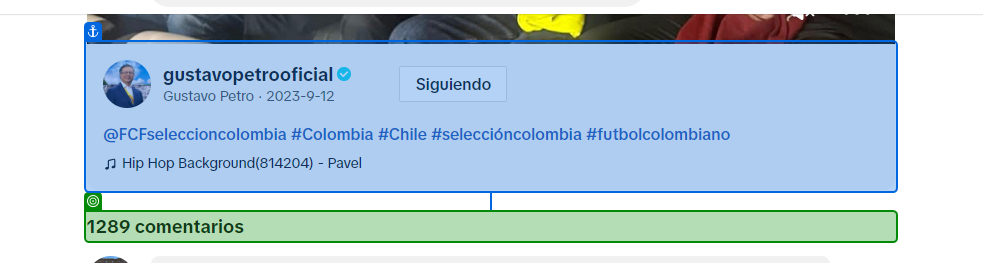 gustavopetrooficial
Gustavo Petro · 2023-9-12
Siguiendo
@FCFseleccioncolombia #Colombia #Chile #seleccióncolombia #futbolcolombiano
Hip Hop Background(814204) - Pavel
1289 comentarios